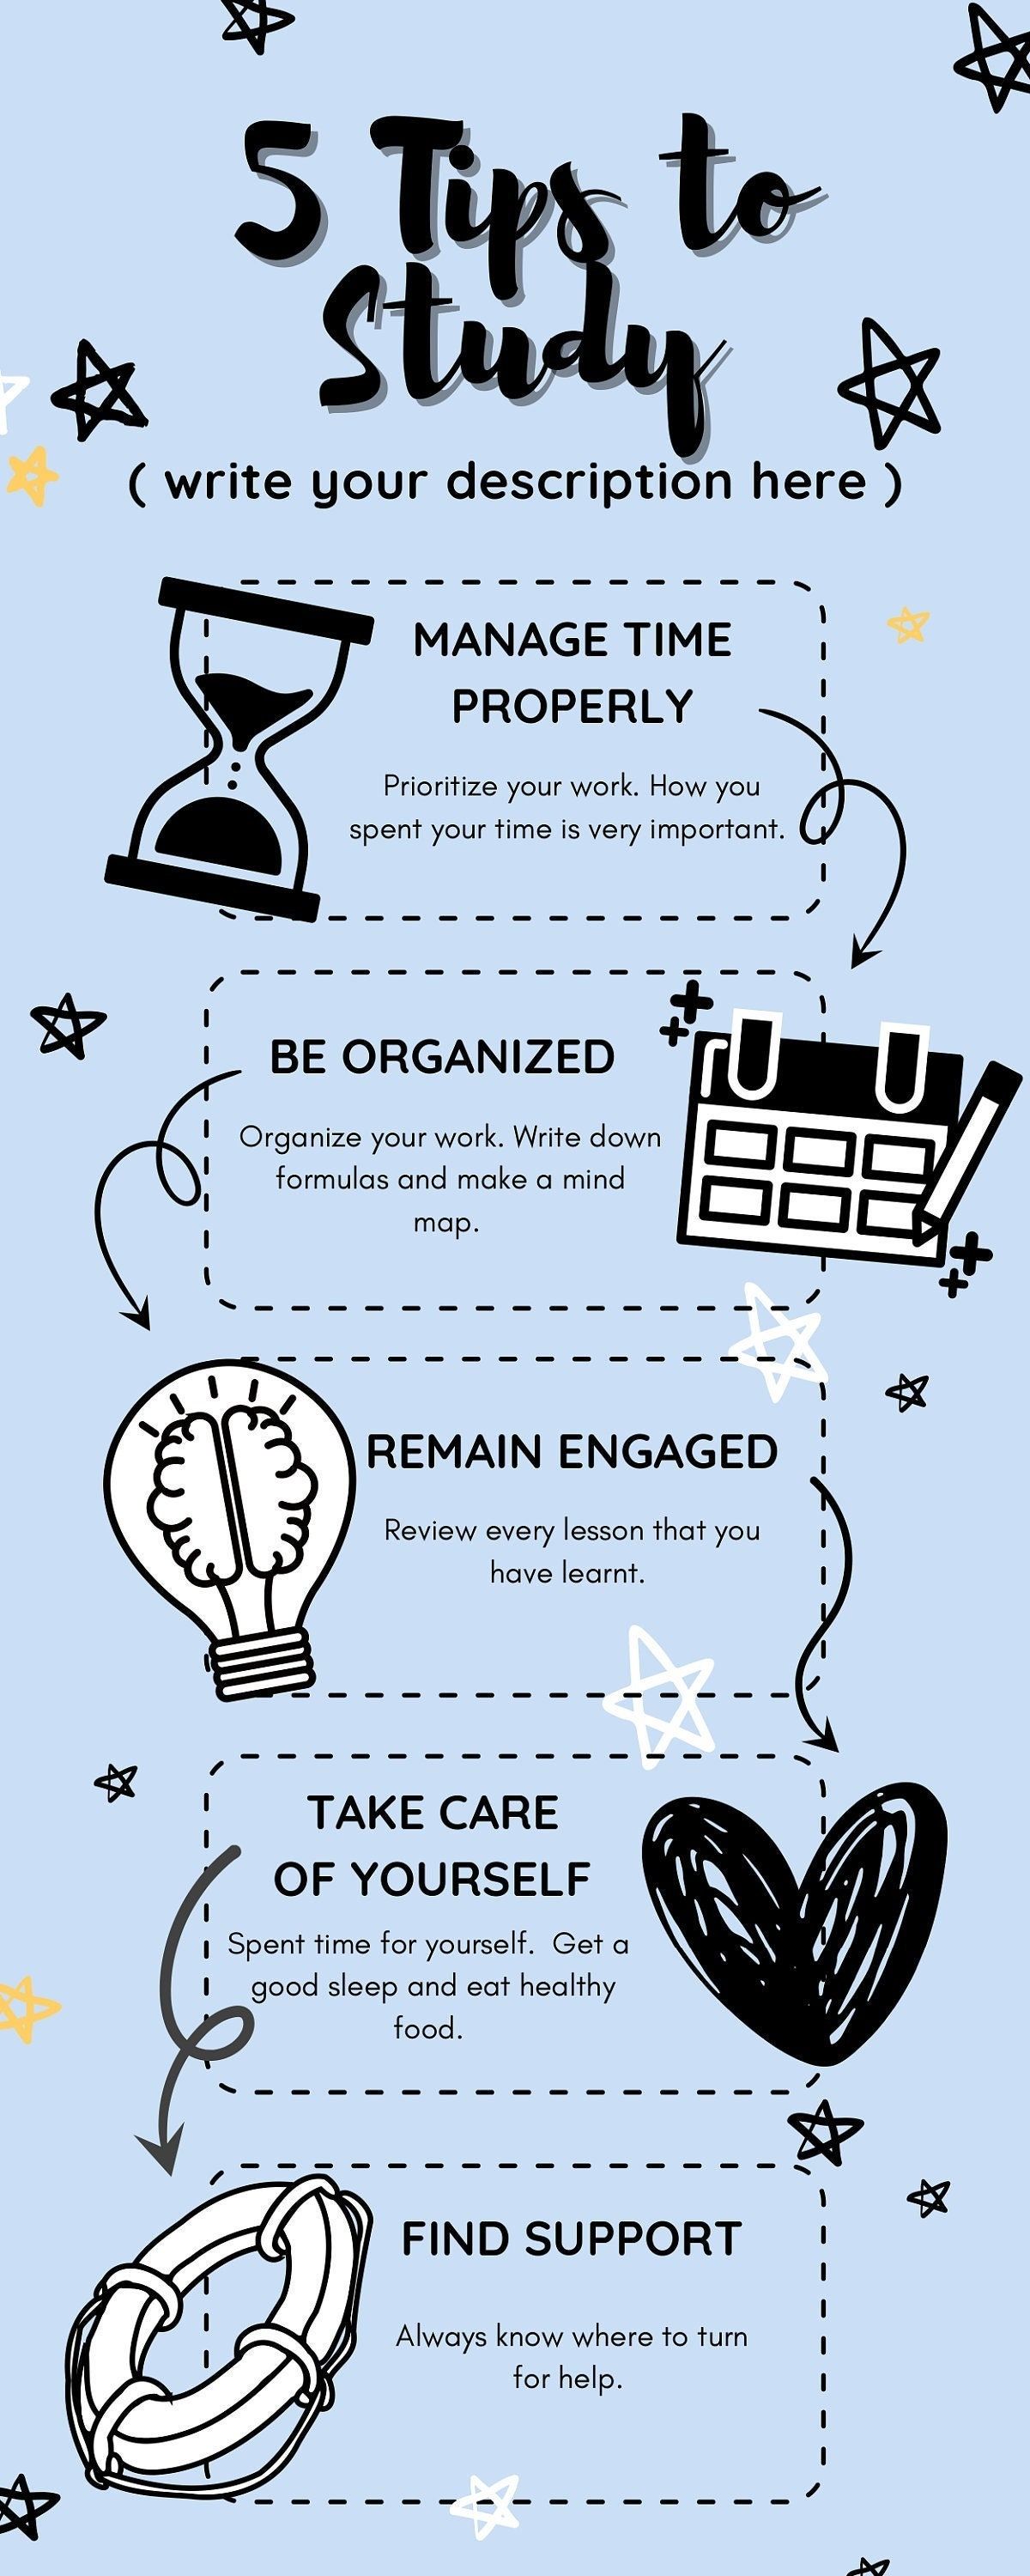 5 Tips to
Study
( write your description here )
MANAGE TIME
PROPERLY
Prioritize your work. How you
spent your time is very important.
BE ORGANIZED
Organize your work. Write down
formulas and make a mind
map.
REMAIN ENGAGED
Review every lesson that you
have learnt.
TAKE CARE
OF YOURSELF
Spent time for yourself.  Get a
good sleep and eat healthy
food.
FIND SUPPORT
Always know where to turn
for help.